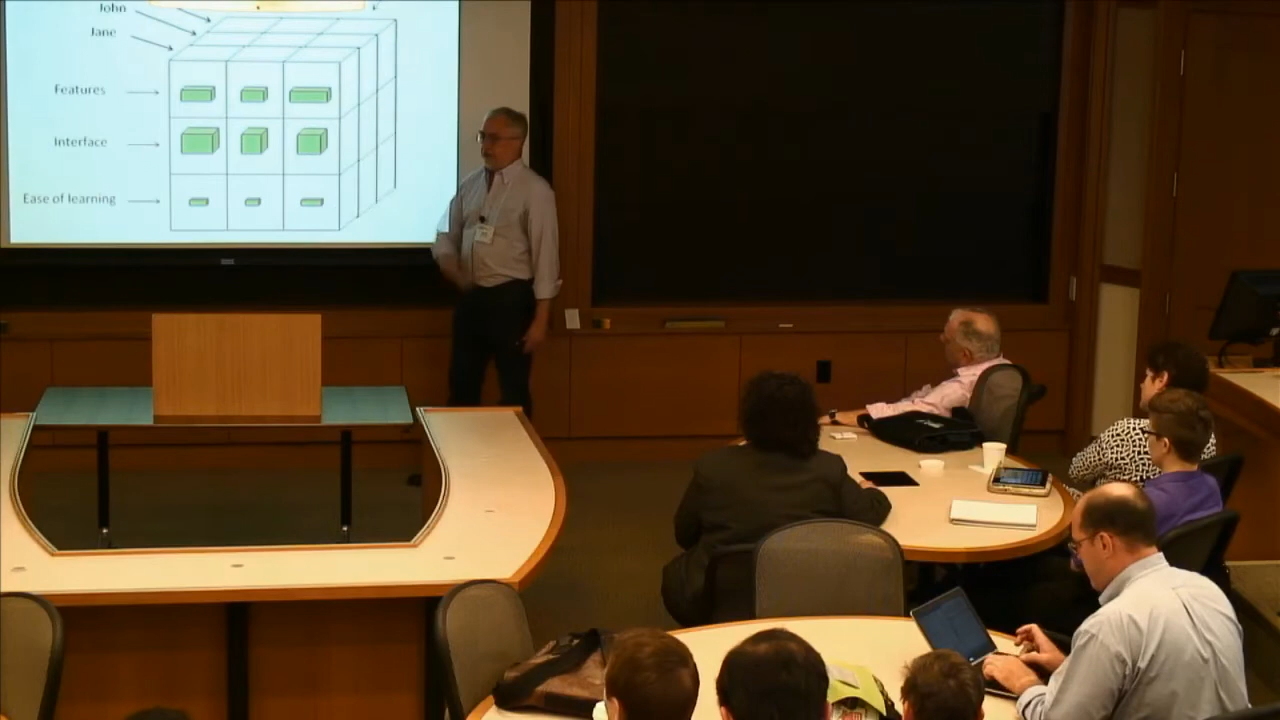 John
Jane
Features
Interface
Ease of learning